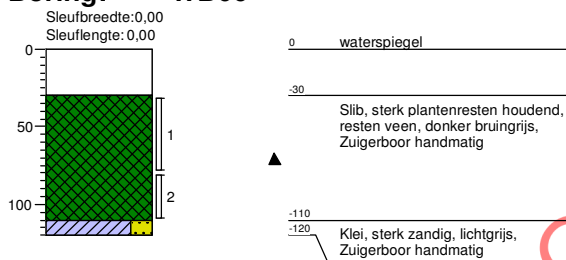 Sleufbreedte: 0,00
Sleuflengte: 0,00
0
50
100
1
2
0 waterspiegel
-30
Slib, sterk plantenresten houdend,
resten veen, donker bruingrijs,
Zuigerboor handmatig
-110
-120
Klei, sterk zandig, lichtgrijs,
Zuigerboor handmatig